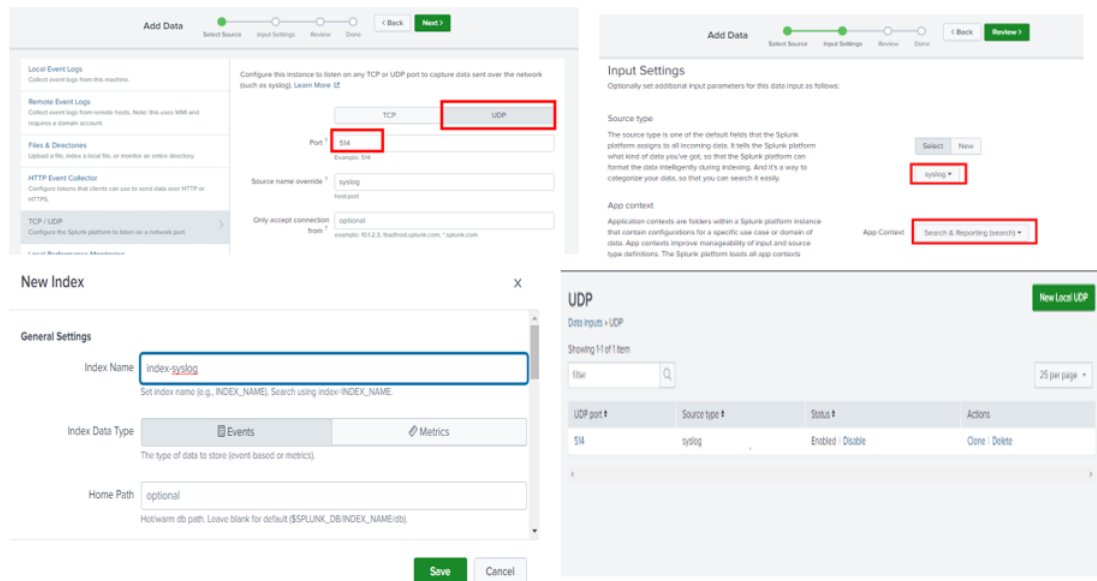 Add Data
Select Source
Input Settings
Review
Done
< Back
Next >
Local Event Logs
Collect event logs from this machine.
Remote Event Logs
Collect event logs from remote hosts. Note: this uses WMI and
requires a domain account.
Files & Directories
Upload a file, index a local file, or monitor an entire directory.
HTTP Event Collector
Configure tokens that clients can use to send data over HTTP or
HTTPS.
TCP / UDP
Configure the Splunk platform to listen on a network port.
Local Performance Monitoring
Configure this instance to listen on any TCP or UDP port to capture data sent over the network
(such as syslog). Learn More
TCP
UDP
Port ?
514
Example: 514
Source name override ?
syslog
host:port
Only accept connection
from ?
optional
example: 10.1.2.3, !badhost.splunk.com, *.splunk.com
Add Data
Select Source
Input Settings
Review
Done
< Back
Review >
Input Settings
Optionally set additional input parameters for this data input as follows:
Source type
The source type is one of the default fields that the Splunk
platform assigns to all incoming data. It tells the Splunk platform
what kind of data you've got, so that the Splunk platform can
format the data intelligently during indexing. And it's a way to
categorize your data, so that you can search it easily.
Select
New
syslog
App context
Application contexts are folders within a Splunk platform instance
that contain configurations for a specific use case or domain of
data. App contexts improve manageability of input and source
type definitions. The Splunk platform loads all app contexts
App Context
Search & Reporting (search)
New Index
X
General Settings
Index Name
index-syslog
Set index name (e.g., INDEX_NAME). Search using index=INDEX_NAME.
Index Data Type
Events
Metrics
The type of data to store (event-based or metrics).
Home Path
optional
Hot/warm db path. Leave blank for default ($SPLUNK_DB/INDEX_NAME/db).
Save
Cancel
UDP
New Local UDP
Data inputs » UDP
Showing 1-1 of 1 item
filter
25 per page
UDP port
Source type
Status
Actions
514
syslog
Enabled | Disable
Clone | Delete